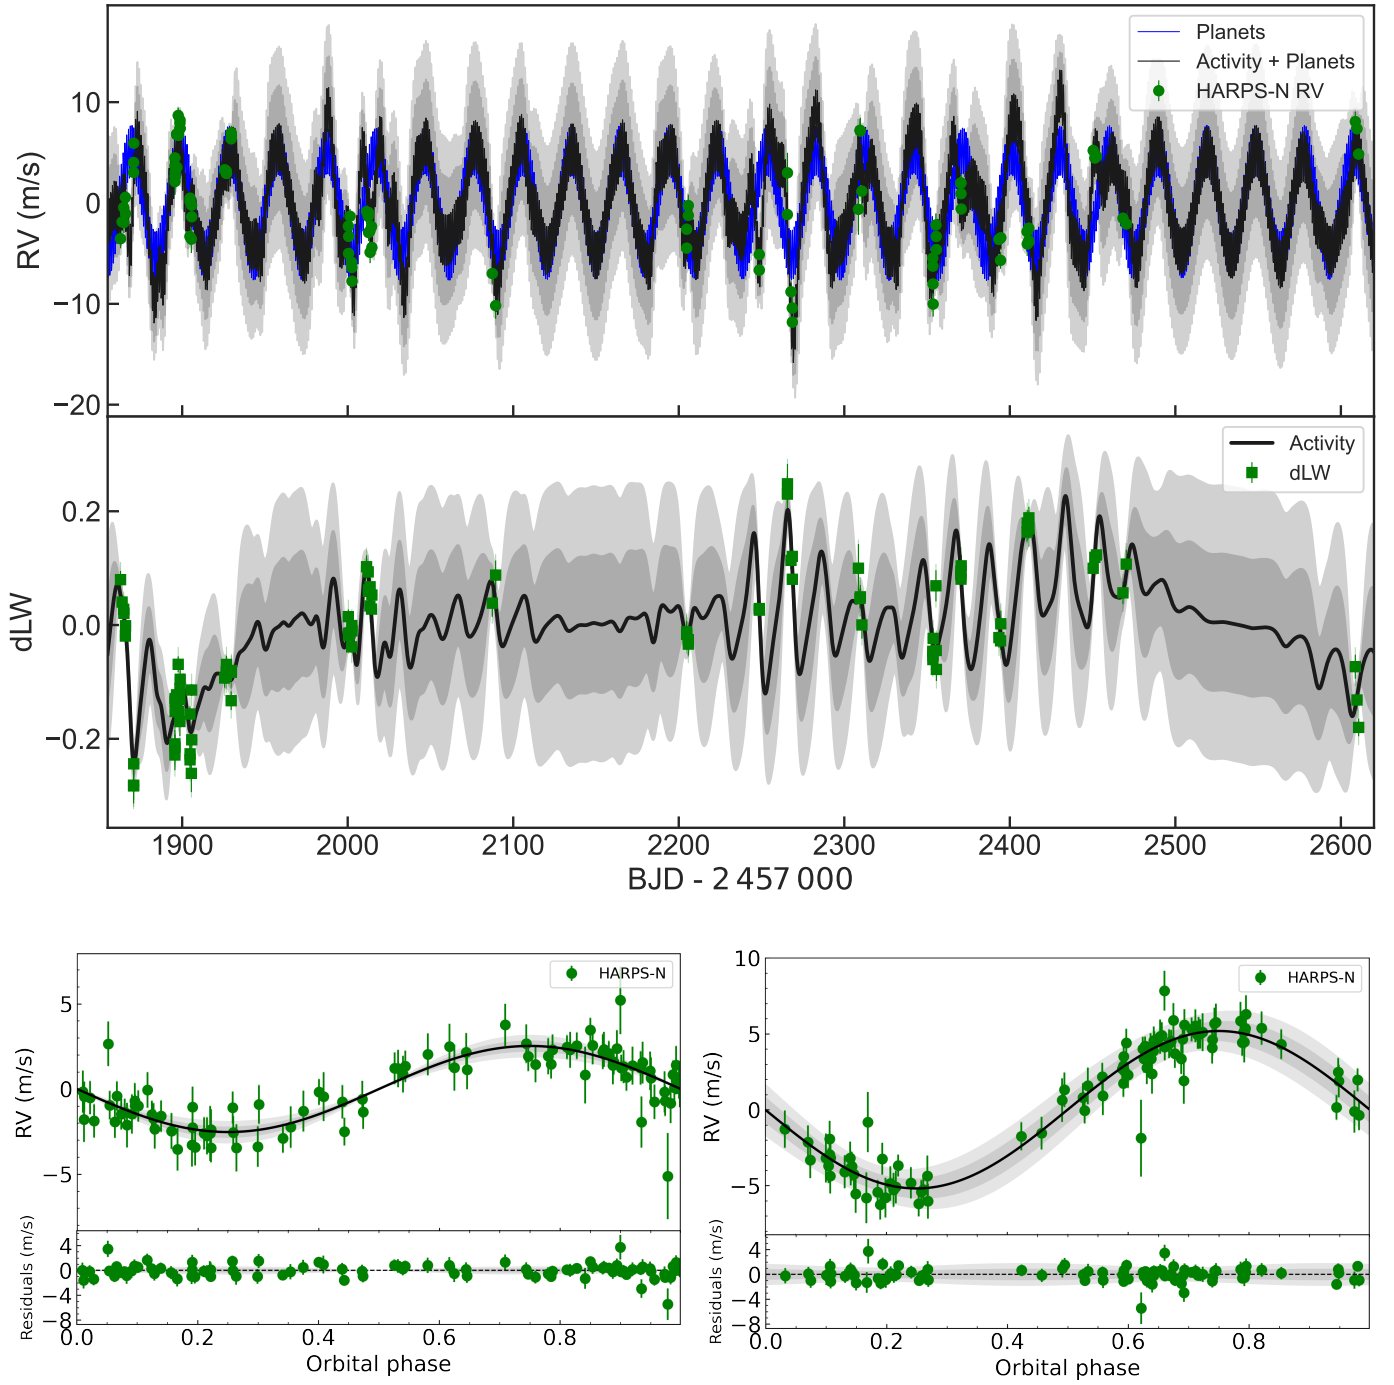 Planets
Activity + Planets
HARPS-N RV
10
0
−10
−20
RV (m/s)
Activity
dLW
0.2
0.0
−0.2
dLW
1900 2000 2100 2200 2300 2400 2500 2600
BJD - 2 457 000
HARPS-N
5
0
−5
RV (m/s)
4
0
−4
−8
Residuals (m/s)
0.0 0.2 0.4 0.6 0.8
Orbital phase
HARPS-N
10
5
0
−5
RV (m/s)
4
0
−4
−8
Residuals (m/s)
0.0 0.2 0.4 0.6 0.8
Orbital phase